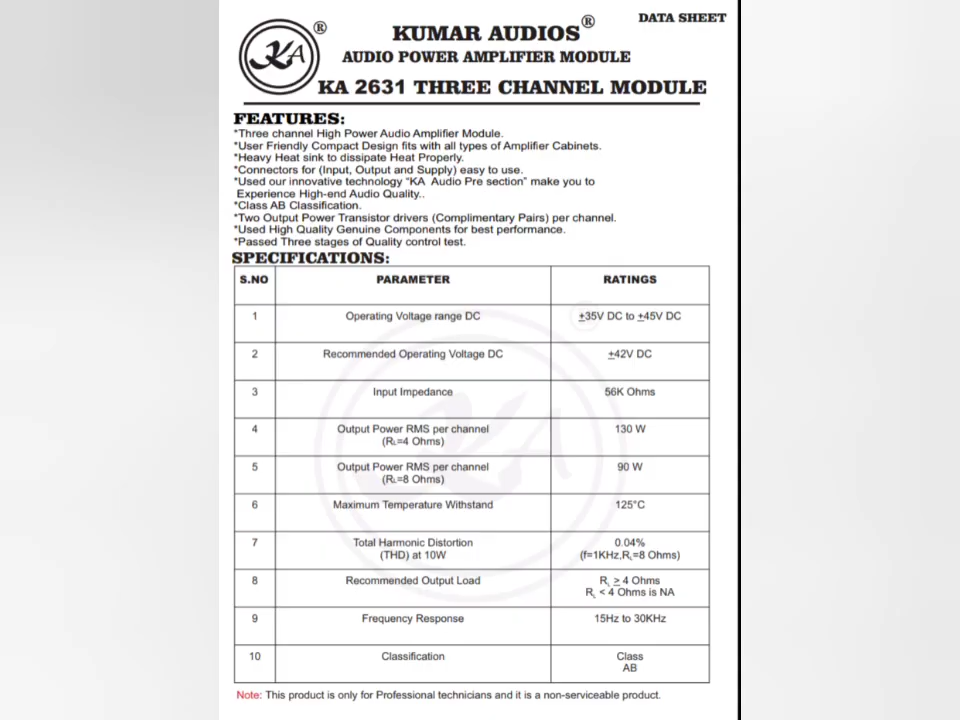 DATA SHEET
KA ®
KUMAR AUDIOS®
AUDIO POWER AMPLIFIER MODULE
KA 2631 THREE CHANNEL MODULE
FEATURES:
*Three channel High Power Audio Amplifier Module.
*User Friendly Compact Design fits with all types of Amplifier Cabinets.
*Heavy Heat sink to dissipate Heat Properly.
*Connectors for (Input, Output and Supply) easy to use.
*Used our innovative technology “KA Audio Pre section” make you to
Experience High-end Audio Quality..
*Class AB Classification.
*Two Output Power Transistor drivers (Complimentary Pairs) per channel.
*Used High Quality Genuine Components for best performance.
*Passed Three stages of Quality control test.
SPECIFICATIONS:
S.NO PARAMETER RATINGS
1 Operating Voltage range DC ±35V DC to ±45V DC
2 Recommended Operating Voltage DC ±42V DC
3 Input Impedance 56K Ohms
4 Output Power RMS per channel 130 W
(RL=4 Ohms)
5 Output Power RMS per channel 90 W
(RL=8 Ohms)
6 Maximum Temperature Withstand 125°C
7 Total Harmonic Distortion 0.04%
(THD) at 10W (f=1KHz,RL=8 Ohms)
8 Recommended Output Load RL ≥ 4 Ohms
RL < 4 Ohms is NA
9 Frequency Response 15Hz to 30KHz
10 Classification Class
AB
Note: This product is only for Professional technicians and it is a non-serviceable product.